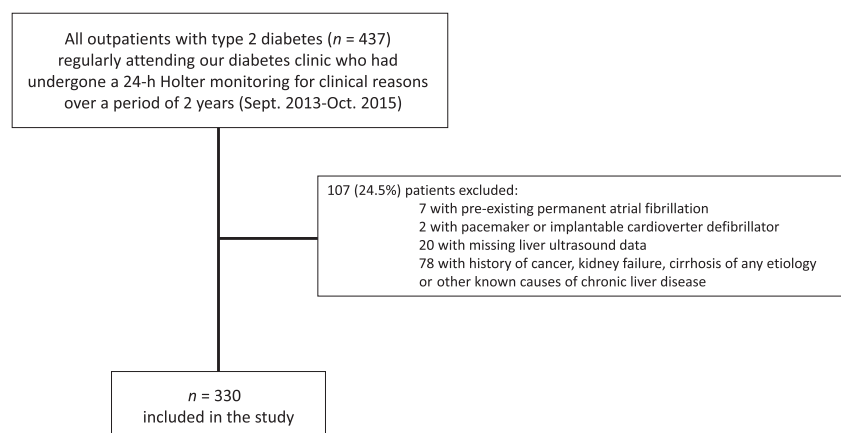 All outpatients with type 2 diabetes (n = 437)
regularly attending our diabetes clinic who had
undergone a 24-h Holter monitoring for clinical reasons
over a period of 2 years (Sept. 2013-Oct. 2015)
107 (24.5%) patients excluded:
7 with pre-existing permanent atrial fibrillation
2 with pacemaker or implantable cardioverter defibrillator
20 with missing liver ultrasound data
78 with history of cancer, kidney failure, cirrhosis of any etiology
or other known causes of chronic liver disease
n = 330
included in the study